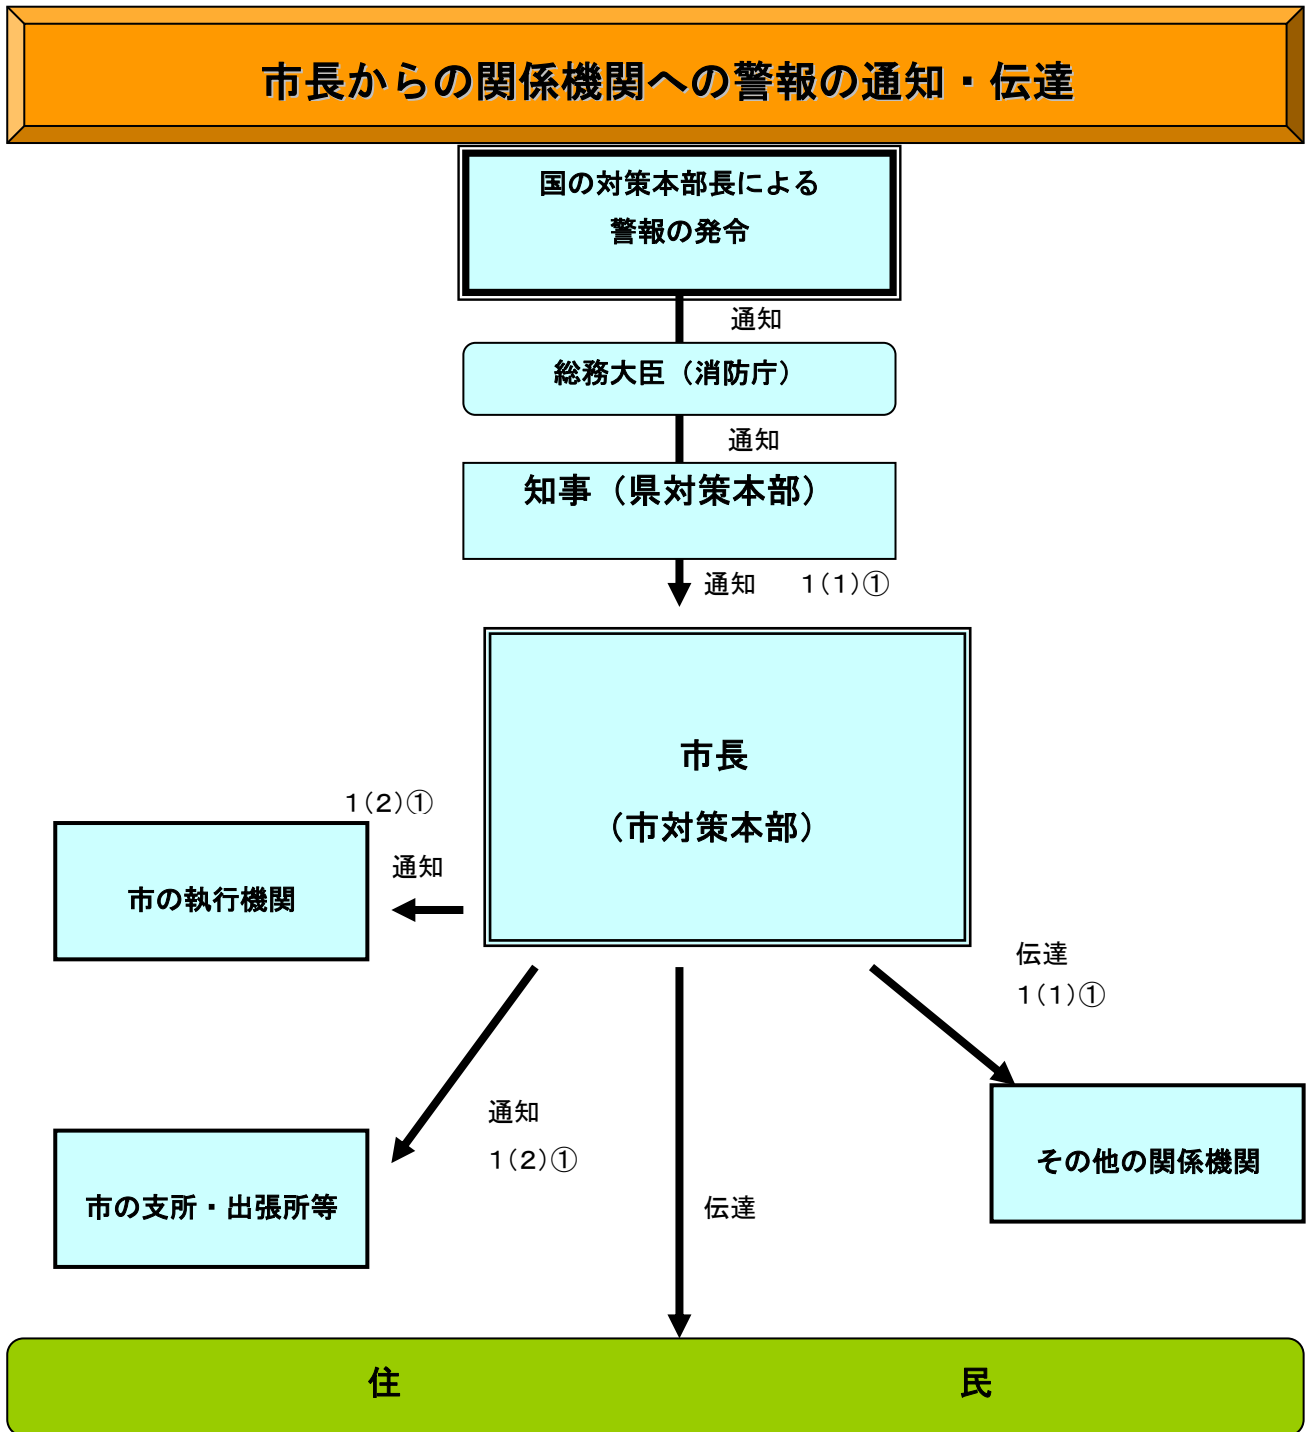 市長からの関係機関への警報の通知・伝達
国の対策本部長による
警報の発令
通知
総務大臣（消防庁）
通知
知事（県対策本部）
通知　　１（１）①
市長
（市対策本部）
１（２）①
通知
市の執行機関
伝達
１（１）①
通知
１（２）①
その他の関係機関
市の支所・出張所等
伝達
住　民